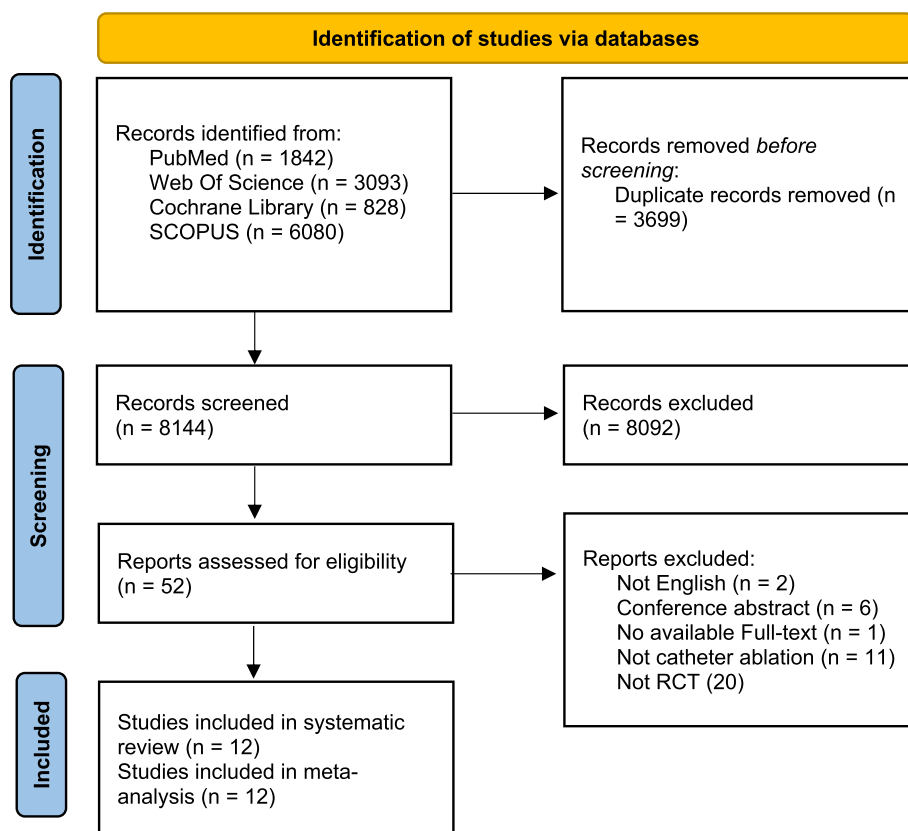 Identification of studies via databases
Identification
Records identified from:
PubMed (n = 1842)
Web Of Science (n = 3093)
Cochrane Library (n = 828)
SCOPUS (n = 6080)
Records removed before
screening:
Duplicate records removed (n
= 3699)
Screening
Records screened
(n = 8144)
Records excluded
(n = 8092)
Reports assessed for eligibility
(n = 52)
Reports excluded:
Not English (n = 2)
Conference abstract (n = 6)
No available Full-text (n = 1)
Not catheter ablation (n = 11)
Not RCT (20)
Included
Studies included in systematic
review (n = 12)
Studies included in meta-
analysis (n = 12)